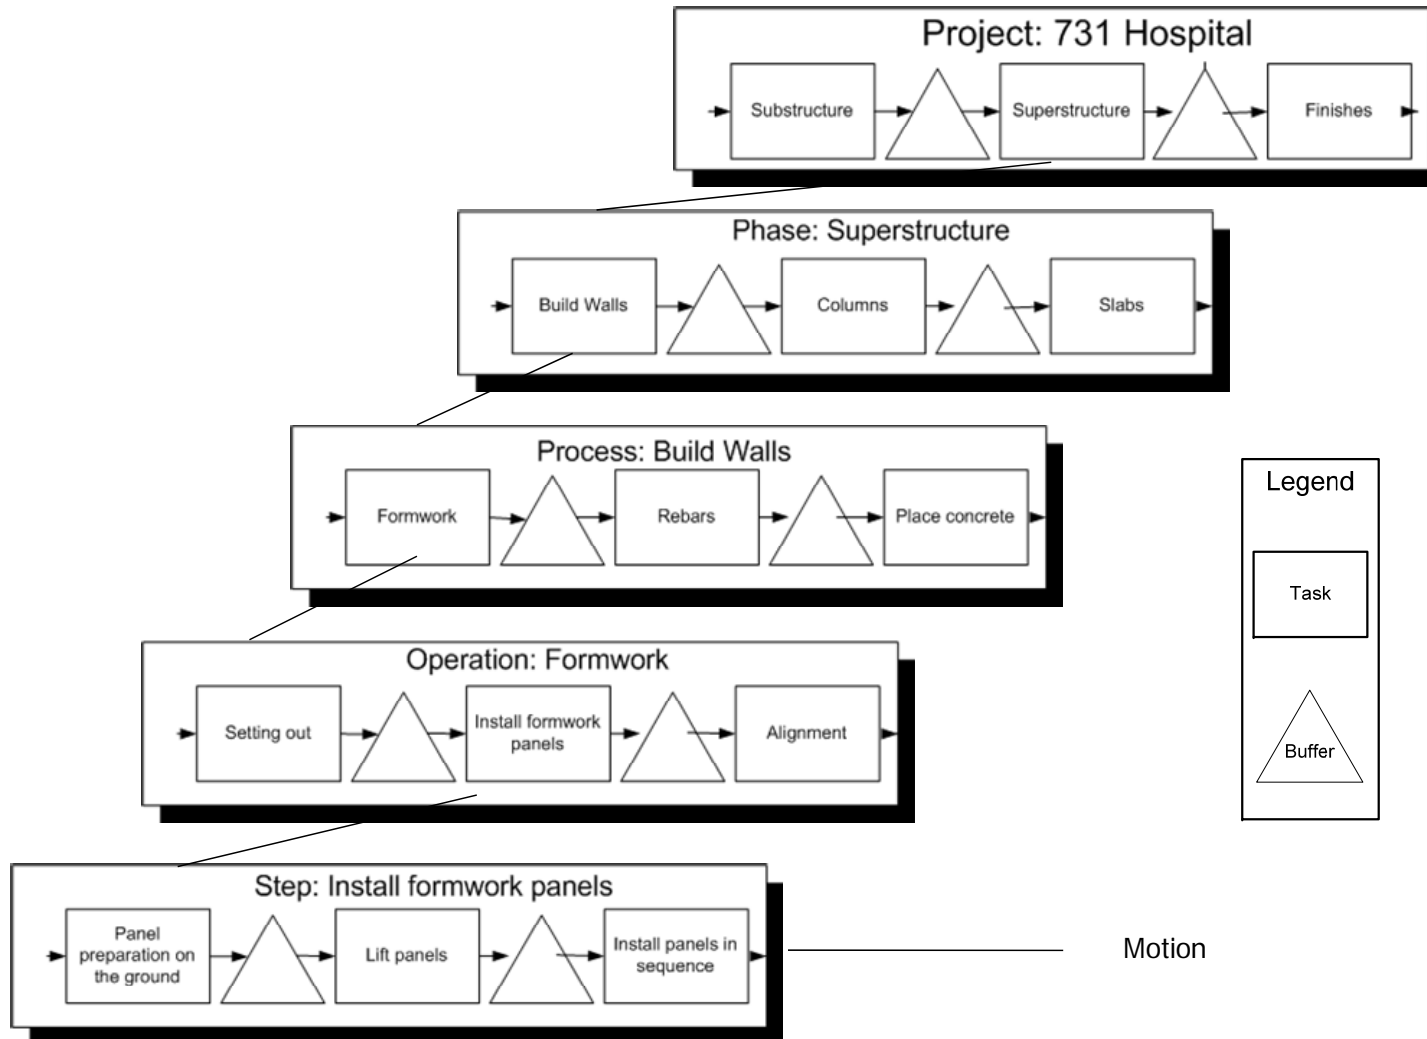 Project: 731 Hospital
Substructure
Superstructure
Finishes
Phase: Superstructure
Build Walls
Columns
Slabs
Process: Build Walls
Formwork
Rebars
Place concrete
Operation: Formwork
Setting out
Install formwork
panels
Alignment
Step: Install formwork panels
Panel
preparation on
the ground
Lift panels
Install panels in
sequence
Motion
Legend
Task
Buffer